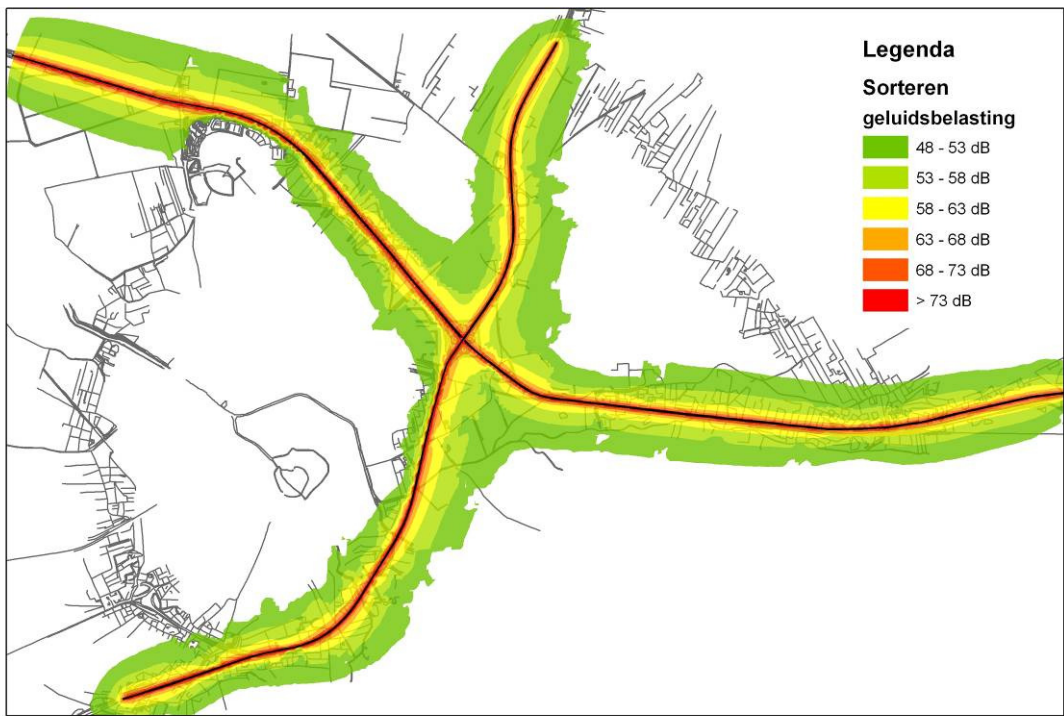 Legenda
Sorteren
geluidsbelasting
48 - 53 dB
53 - 58 dB
58 - 63 dB
63 - 68 dB
68 - 73 dB
> 73 dB